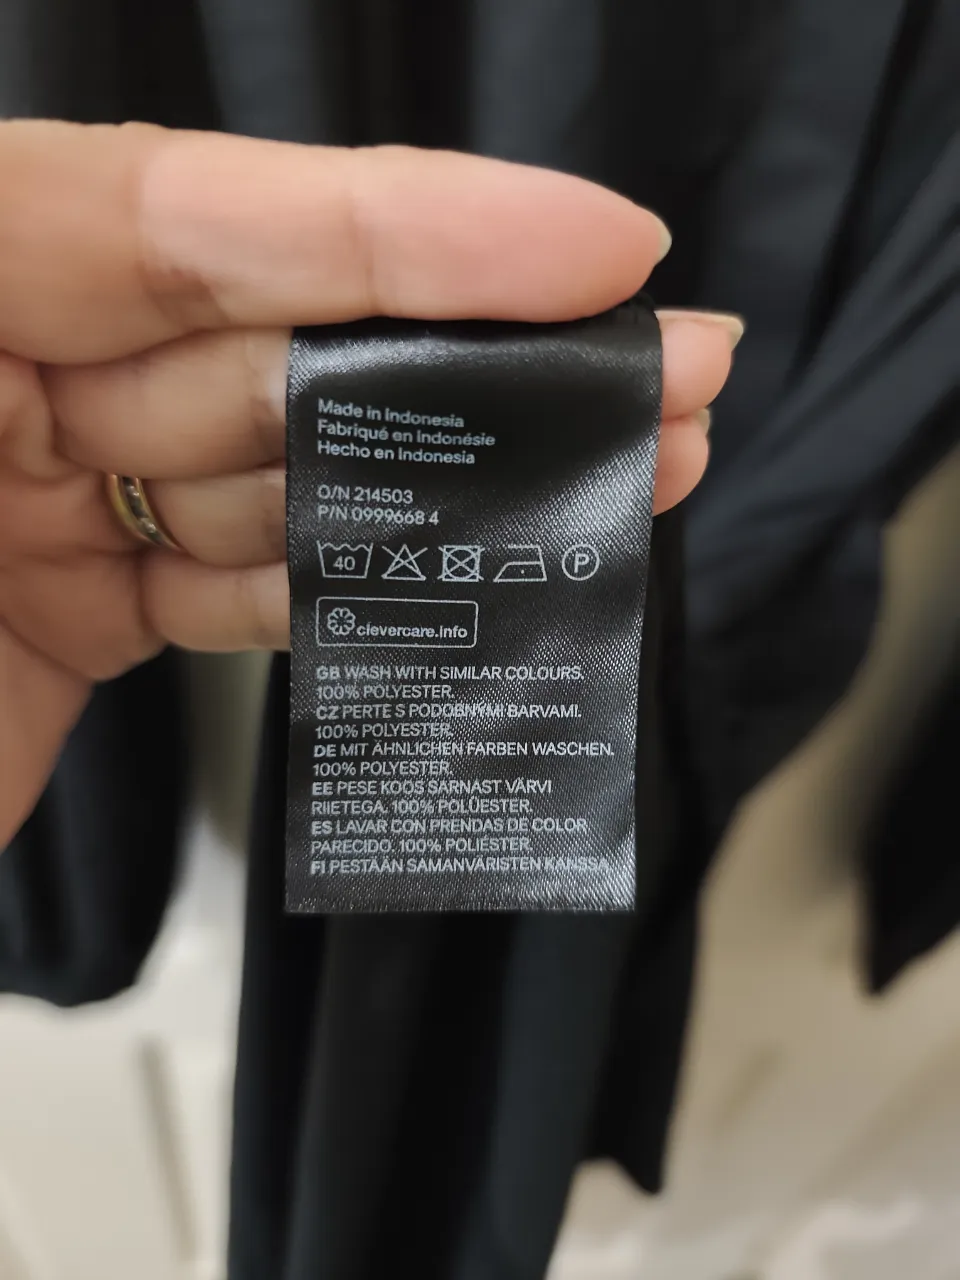 Made in Indonesia
Fabriqué en Indonésie
Hecho en Indonesia
O/N 214503
P/N 0999668 4
40 P
clevercare.info
GB WASH WITH SIMILAR COLOURS.
100% POLYESTER.
CZ PERTE S PODOBNÝMI BARVAMI.
100% POLYESTER.
DE MIT ÄHNLICHEN FARBEN WASCHEN.
100% POLYESTER.
EE PESE KOOS SARNAST VÄRVI
RIIETEGA. 100% POLÜESTER.
ES LAVAR CON PRENDAS DE COLOR
PARECIDO. 100% POLIÉSTER.
FI PESTÄÄN SAMANVÄRISTEN KANSSA.